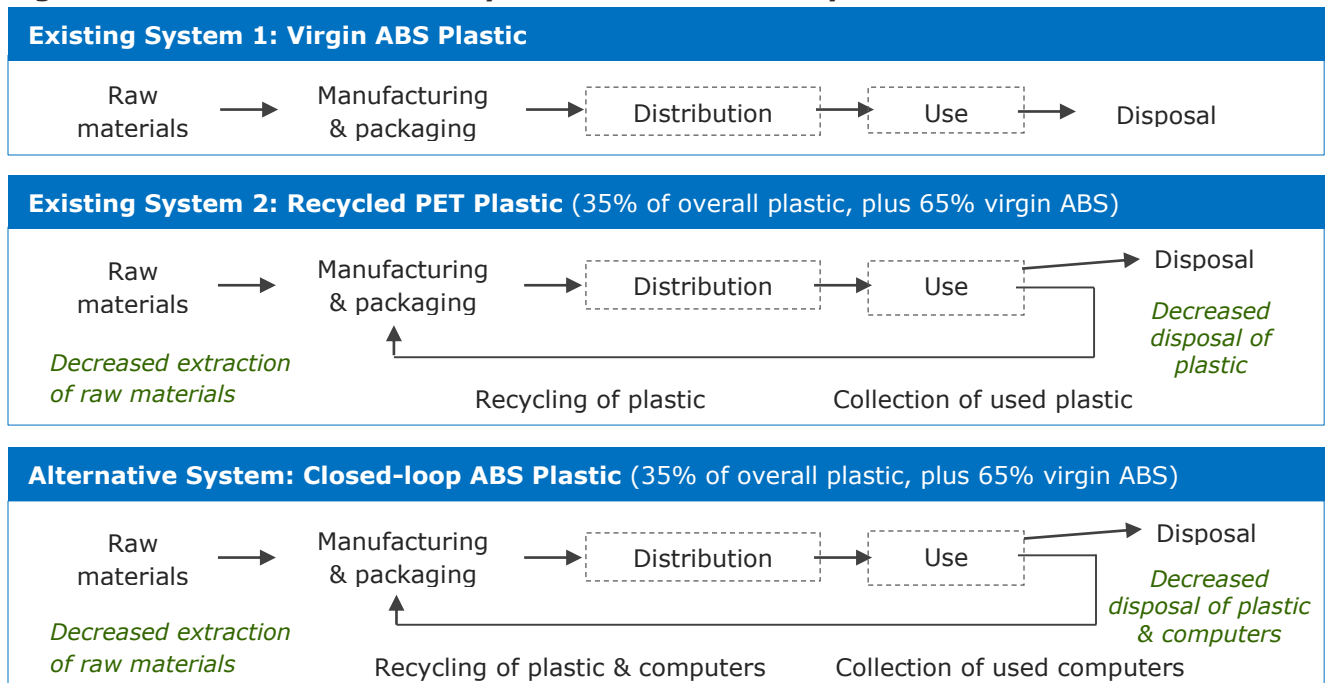 Existing System 1: Virgin ABS Plastic
Raw
materials
Manufacturing
& packaging
Distribution
Use
Disposal
Existing System 2: Recycled PET Plastic (35% of overall plastic, plus 65% virgin ABS)
Raw
materials
Manufacturing
& packaging
Distribution
Use
Disposal
Decreased
disposal of
plastic
Decreased extraction
of raw materials
Recycling of plastic
Collection of used plastic
Alternative System: Closed-loop ABS Plastic (35% of overall plastic, plus 65% virgin ABS)
Raw
materials
Manufacturing
& packaging
Distribution
Use
Disposal
Decreased
disposal of plastic
& computers
Decreased extraction
of raw materials
Recycling of plastic & computers
Collection of used computers